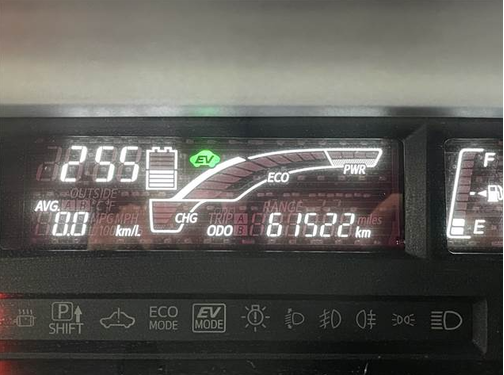 2:55
EV
F
ECO
PWR
OUTSIDE
RANGE
AVG.
0.0
MPG MPH
/100
km/L
CHG
TRIP A
ODO B
61522
miles
km
E
P
SHIFT
ECO
MODE
EV
MODE